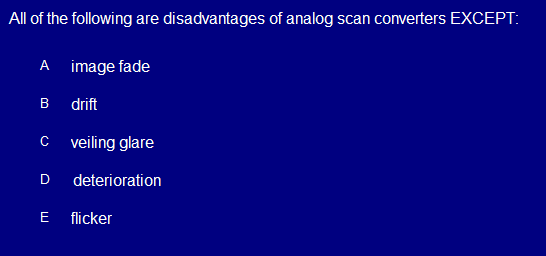 All of the following are disadvantages of analog scan converters EXCEPT:
A image fade
B drift
C veiling glare
D deterioration
E flicker